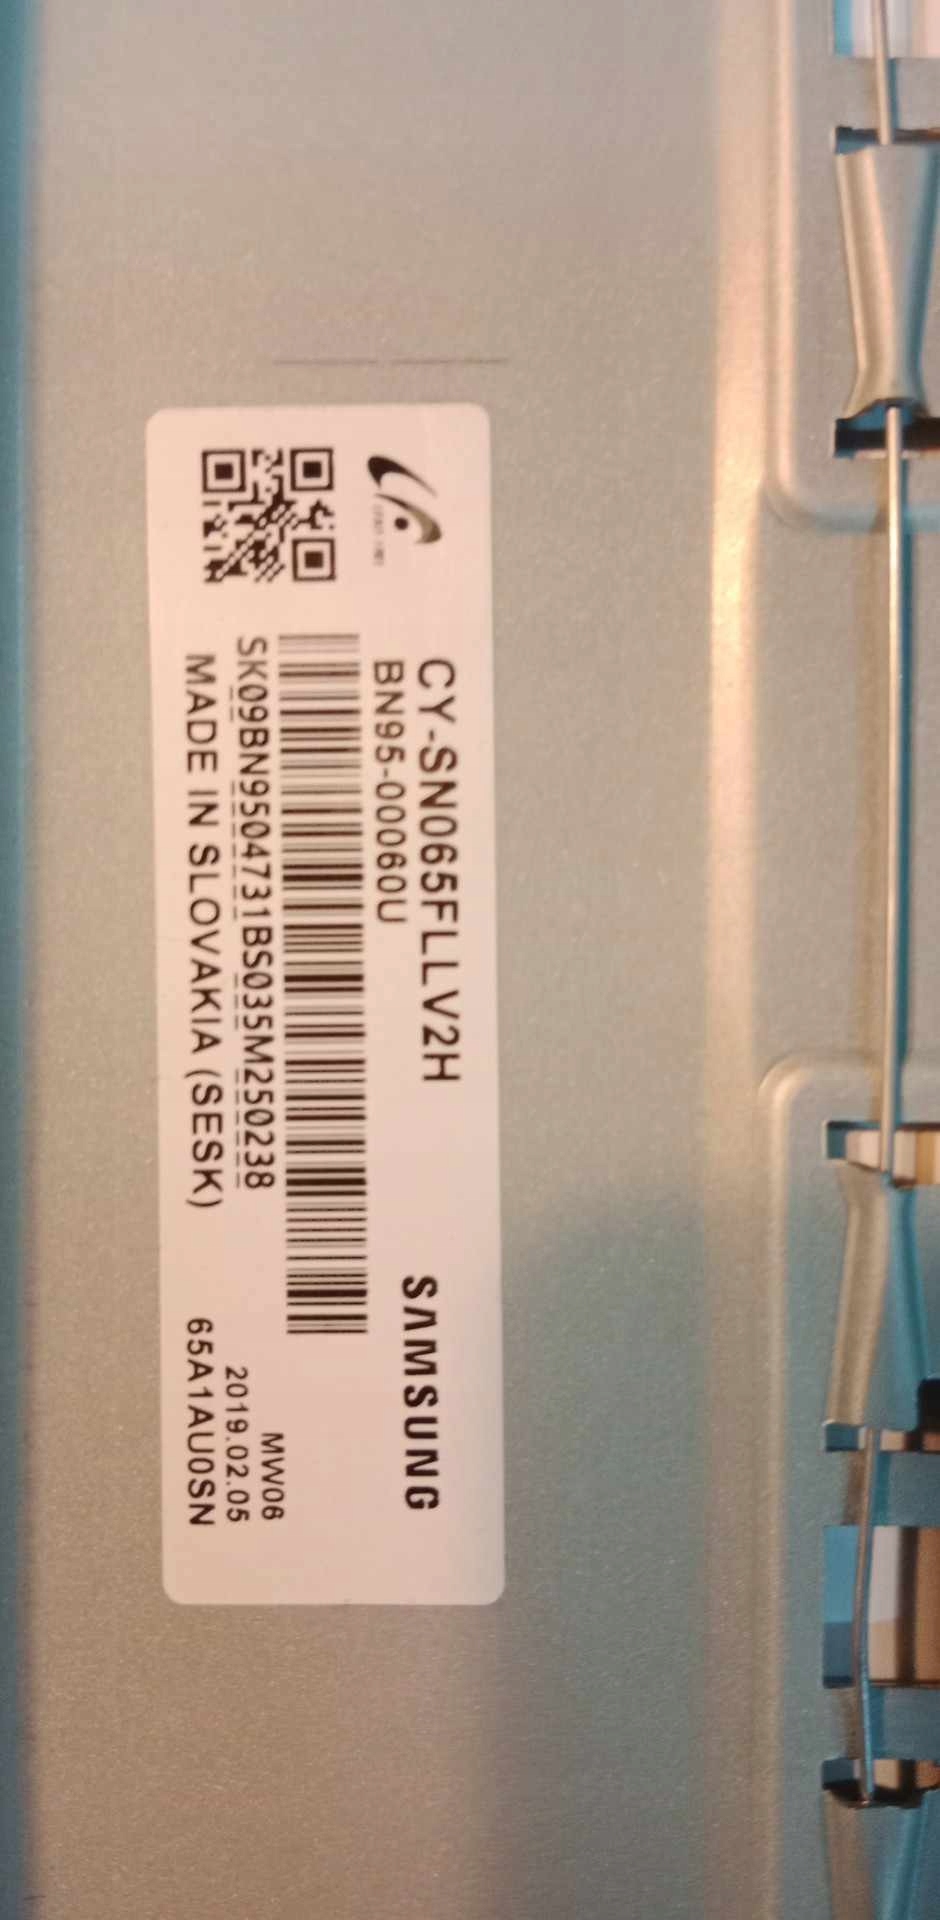 CY-SN065FLLV2H
SAMSUNG
BN95-00060U
SK09BN9504731BS035M250238
MW06
2019.02.05
MADE IN SLOVAKIA (SESK)
65A1AU0SN